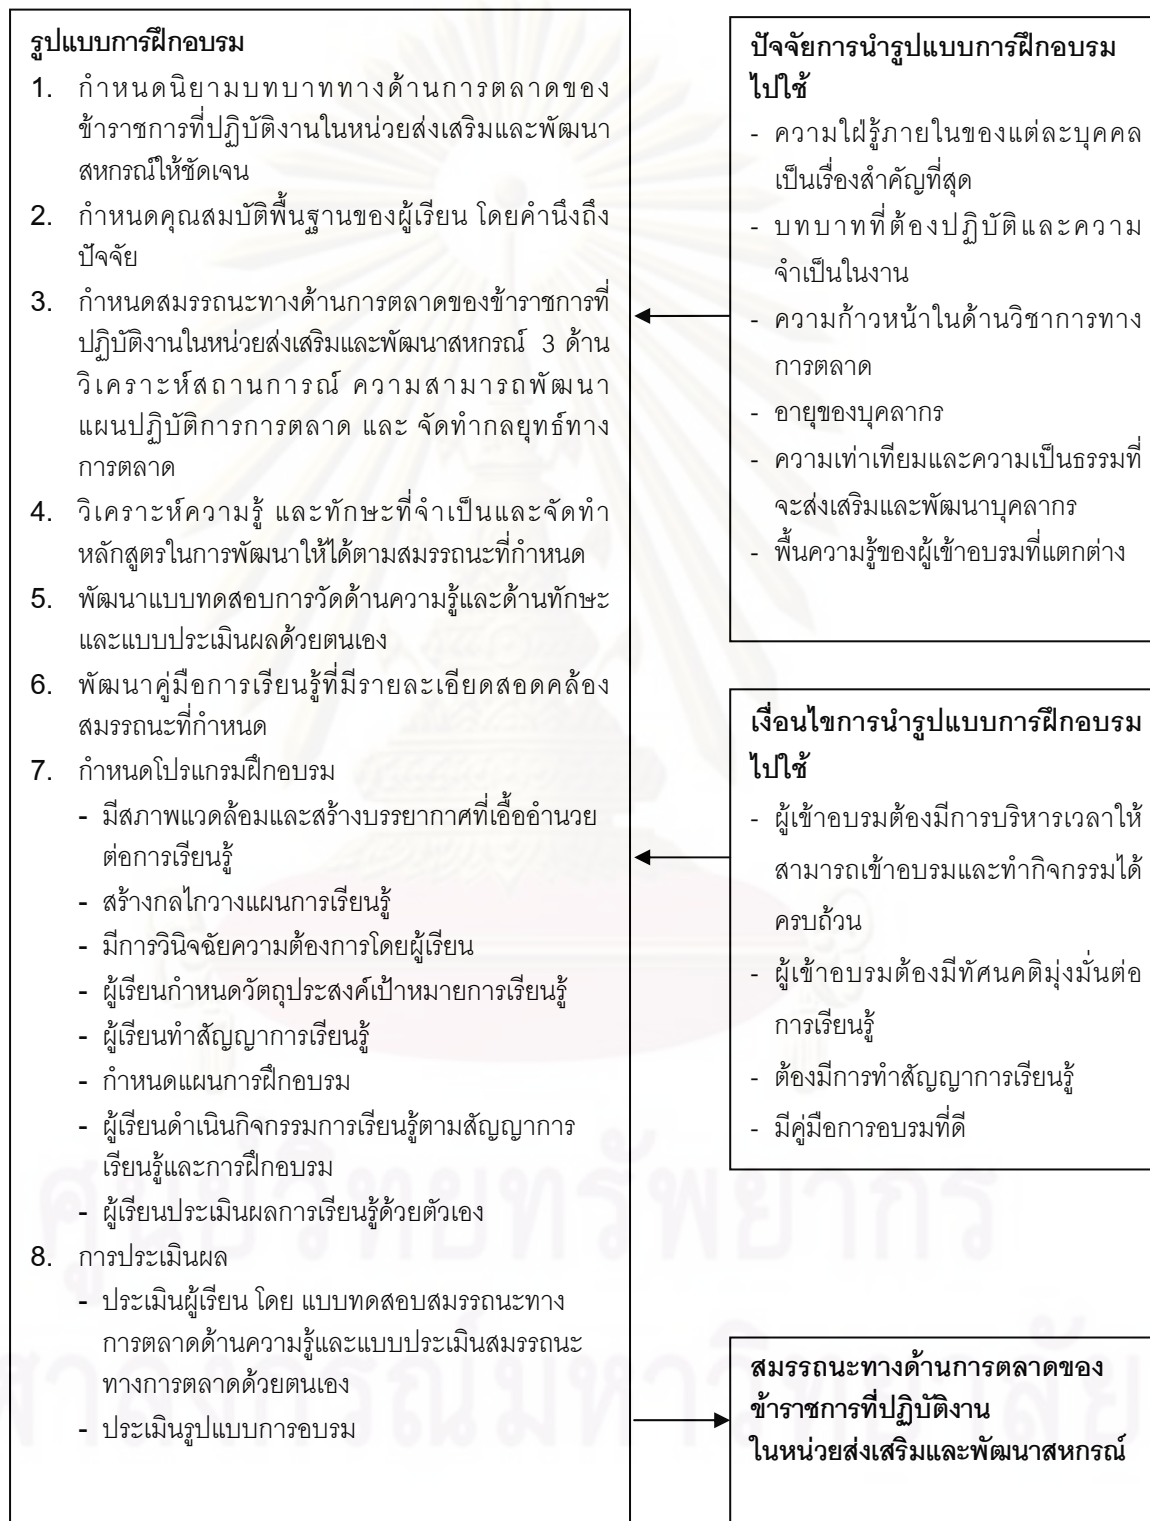 รูปแบบการฝึกอบรม
1. กำหนดนิยามบทบาททางด้านการตลาดของ
ข้าราชการที่ปฏิบัติงานในหน่วยส่งเสริมและพัฒนา
สหกรณ์ให้ชัดเจน
2. กำหนดคุณสมบัติพื้นฐานของผู้เรียน โดยคำนึงถึง
ปัจจัย
3. กำหนดสมรรถนะทางด้านการตลาดของข้าราชการที่
ปฏิบัติงานในหน่วยส่งเสริมและพัฒนาสหกรณ์ 3 ด้าน
วิเคราะห์สถานการณ์ ความสามารถพัฒนา
แผนปฏิบัติการการตลาด และ จัดทำกลยุทธ์ทาง
การตลาด
4. วิเคราะห์ความรู้ และทักษะที่จำเป็นและจัดทำ
หลักสูตรในการพัฒนาให้ได้ตามสมรรถนะที่กำหนด
5. พัฒนาแบบทดสอบการวัดด้านความรู้และด้านทักษะ
และแบบประเมินผลด้วยตนเอง
6. พัฒนาคู่มือการเรียนรู้ที่มีรายละเอียดสอดคล้อง
สมรรถนะที่กำหนด
7. กำหนดโปรแกรมฝึกอบรม
- มีสภาพแวดล้อมและสร้างบรรยากาศที่เอื้ออำนวย
ต่อการเรียนรู้
- สร้างกลไกวางแผนการเรียนรู้
- มีการวินิจฉัยความต้องการโดยผู้เรียน
- ผู้เรียนกำหนดวัตถุประสงค์เป้าหมายการเรียนรู้
- ผู้เรียนทำสัญญาการเรียนรู้
- กำหนดแผนการฝึกอบรม
- ผู้เรียนดำเนินกิจกรรมการเรียนรู้ตามสัญญาการ
เรียนรู้และการฝึกอบรม
- ผู้เรียนประเมินผลการเรียนรู้ด้วยตัวเอง
8. การประเมินผล
- ประเมินผู้เรียน โดย แบบทดสอบสมรรถนะทาง
การตลาดด้านความรู้และแบบประเมินสมรรถนะ
ทางการตลาดด้วยตนเอง
- ประเมินรูปแบบการอบรม
ปัจจัยการนำรูปแบบการฝึกอบรม
ไปใช้
- ความใฝ่รู้ภายในของแต่ละบุคคล
เป็นเรื่องสำคัญที่สุด
- บทบาทที่ต้องปฏิบัติและความ
จำเป็นในงาน
- ความก้าวหน้าในด้านวิชาการทาง
การตลาด
- อายุของบุคลากร
- ความเท่าเทียมและความเป็นธรรมที่
จะส่งเสริมและพัฒนาบุคลากร
- พื้นความรู้ของผู้เข้าอบรมที่แตกต่าง
เงื่อนไขการนำรูปแบบการฝึกอบรม
ไปใช้
- ผู้เข้าอบรมต้องมีการบริหารเวลาให้
สามารถเข้าอบรมและทำกิจกรรมได้
ครบถ้วน
- ผู้เข้าอบรมต้องมีทัศนคติมุ่งมั่นต่อ
การเรียนรู้
- ต้องมีการทำสัญญาการเรียนรู้
- มีคู่มือการอบรมที่ดี
สมรรถนะทางด้านการตลาดของ
ข้าราชการที่ปฏิบัติงาน
ในหน่วยส่งเสริมและพัฒนาสหกรณ์
ศูนย์วิทยทรัพยากร